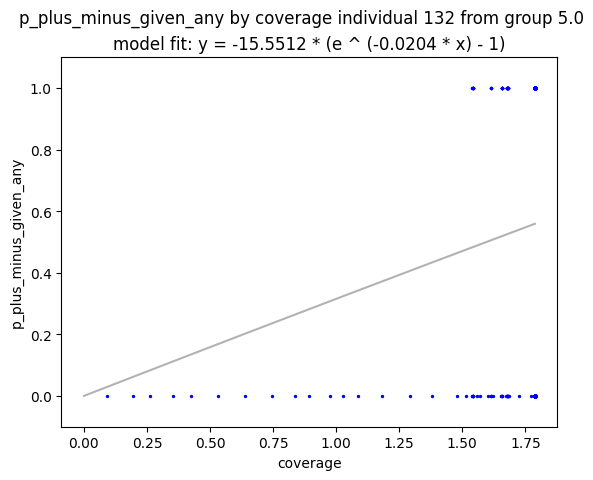 p_plus_minus_given_any by coverage individual 132 from group 5.0
model fit: y = -15.5512 * (e ^ (-0.0204 * x) - 1)
1.0
0.8
0.6
0.4
0.2
0.0
p_plus_minus_given_any
0.00 0.25 0.50 0.75 1.00 1.25 1.50 1.75
coverage